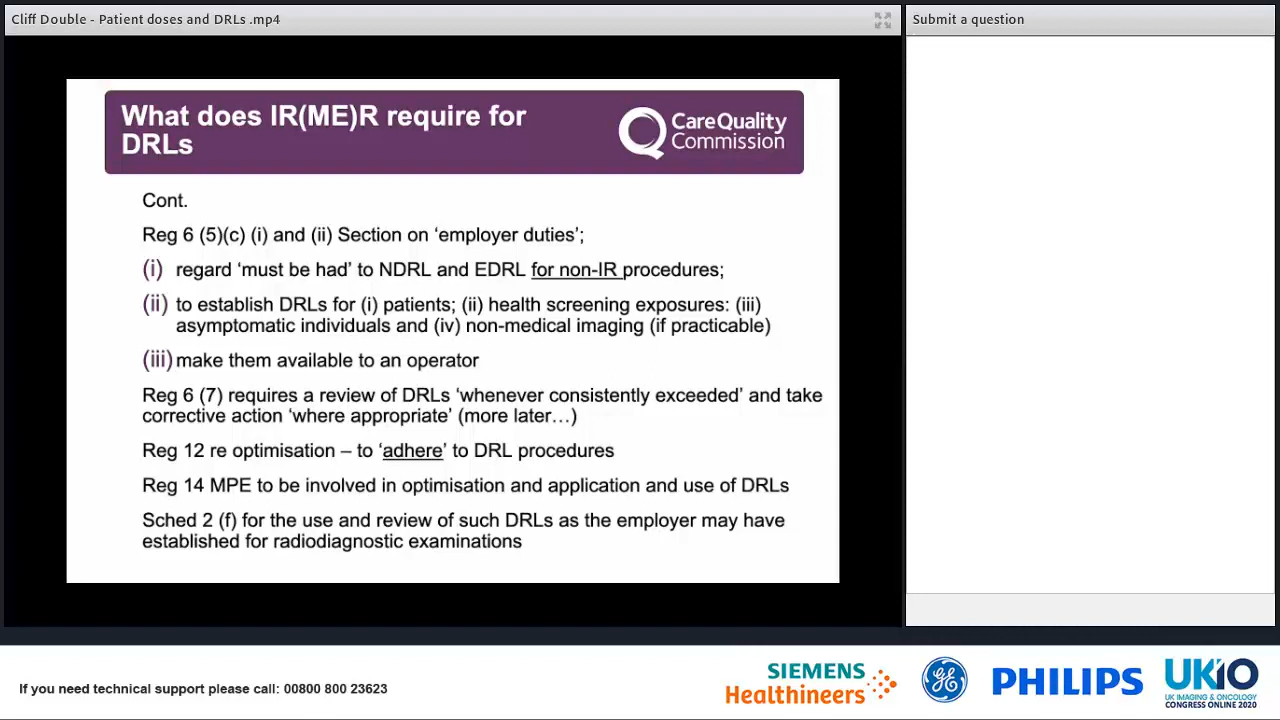 Cliff Double - Patient doses and DRLs .mp4
Submit a question
What does IR(ME)R require for
DRLs
CareQuality
Commission
Cont.
Reg 6 (5)(c) (i) and (ii) Section on ‘employer duties’;
(i) regard ‘must be had’ to NDRL and EDRL for non-IR procedures;
(ii) to establish DRLs for (i) patients; (ii) health screening exposures: (iii)
asymptomatic individuals and (iv) non-medical imaging (if practicable)
(iii) make them available to an operator
Reg 6 (7) requires a review of DRLs ‘whenever consistently exceeded’ and take
corrective action ‘where appropriate’ (more later…)
Reg 12 re optimisation – to ‘adhere’ to DRL procedures
Reg 14 MPE to be involved in optimisation and application and use of DRLs
Sched 2 (f) for the use and review of such DRLs as the employer may have
established for radiodiagnostic examinations
If you need technical support please call: 00800 800 23623
SIEMENS
Healthineers
GE
PHILIPS
UKIO
UK IMAGING & ONCOLOGY
CONGRESS ONLINE 2020